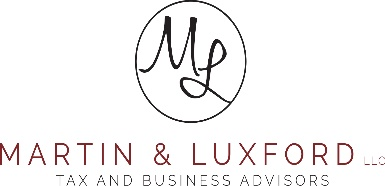 ML
MARTIN & LUXFORD LLC
TAX AND BUSINESS ADVISORS